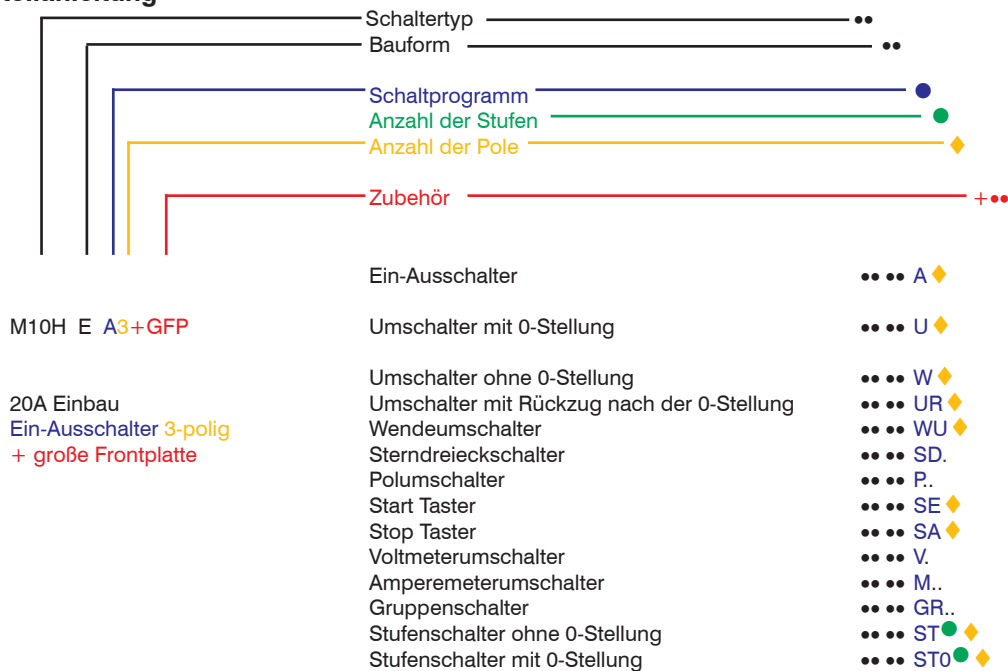 Schaltertyp ••
Bauform ••
Schaltprogramm ●
Anzahl der Stufen ●
Anzahl der Pole ♦
Zubehör +••
Ein-Ausschalter •• •• A ♦
M10H E A3+GFP
Umschalter mit 0-Stellung •• •• U ♦
Umschalter ohne 0-Stellung •• •• W ♦
20A Einbau
Ein-Ausschalter 3-polig
+ große Frontplatte
Umschalter mit Rückzug nach der 0-Stellung •• •• UR ♦
Wendeumschalter •• •• WU ♦
Sterndreieckschalter •• •• SD.
Polumschalter •• •• P..
Start Taster •• •• SE ♦
Stop Taster •• •• SA ♦
Voltmeterumschalter •• •• V.
Amperemeterumschalter •• •• M..
Gruppenschalter •• •• GR..
Stufenschalter ohne 0-Stellung •• •• ST● ♦
Stufenschalter mit 0-Stellung •• •• ST0● ♦